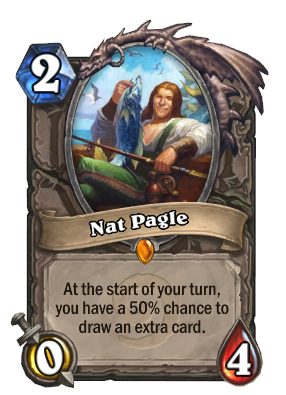 2
Nat Pagle
At the start of your turn,
you have a 50% chance to
draw an extra card.
0
4